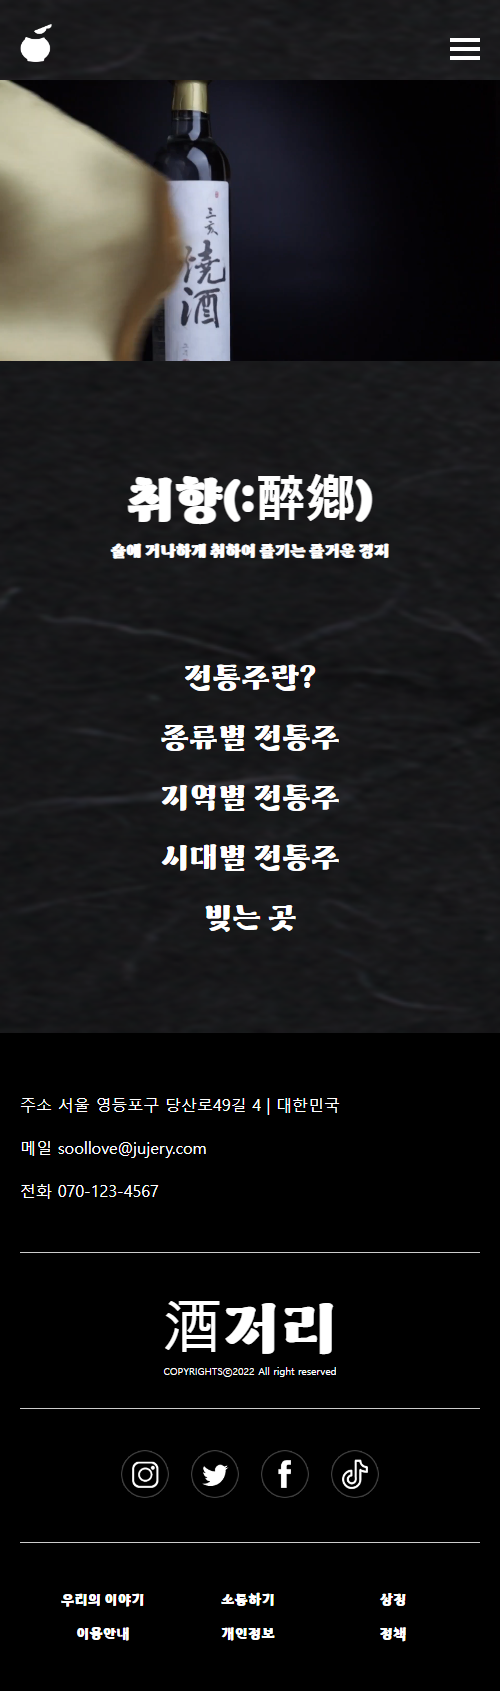 三亥
燒酒
취향(:醉鄕)
술에 거나하게 취하여 즐기는 즐거운 경지
전통주란?
종류별 전통주
지역별 전통주
시대별 전통주
빚는 곳
주소 서울 영등포구 당산로49길 4 | 대한민국
메일 soollove@jujery.com
전화 070-123-4567
酒저리
COPYRIGHTS©2022 All right reserved
우리의 이야기 소통하기 상점
이용안내 개인정보 정책